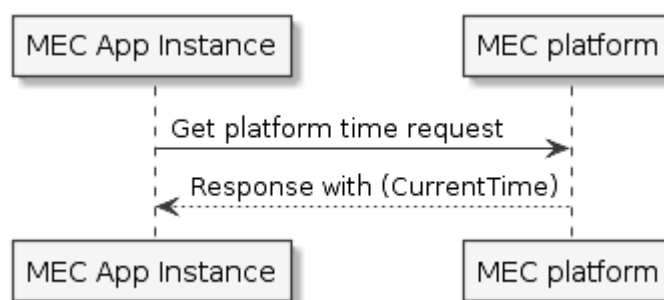 MEC App Instance
MEC platform
Get platform time request
Response with (CurrentTime)
MEC App Instance
MEC platform